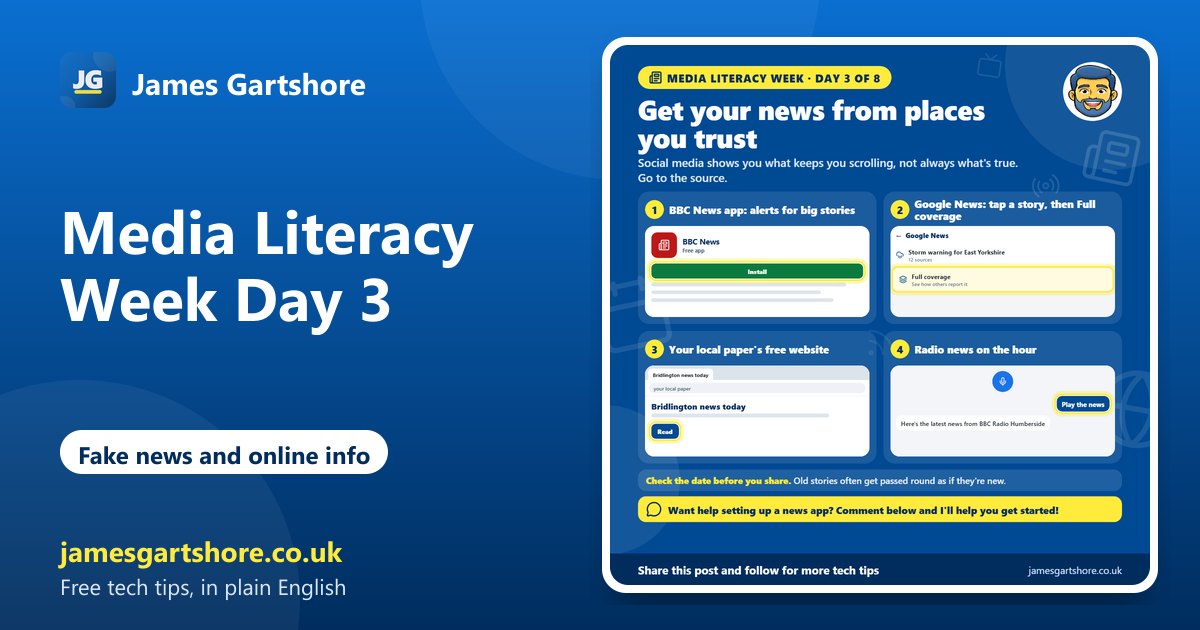 JG
James Gartshore
Media Literacy
Week Day 3
Fake news and online info
jamesgartshore.co.uk
Free tech tips, in plain English
MEDIA LITERACY WEEK · DAY 3 OF 8
Get your news from places
you trust
Social media shows you what keeps you scrolling, not always what's true.
Go to the source.
1 BBC News app: alerts for big stories
BBC News
Free app
Install
2 Google News: tap a story, then Full
coverage
← Google News
Storm warning for East Yorkshire
12 sources
Full coverage
See how others report it
3 Your local paper's free website
Bridlington news today
your local paper
Bridlington news today
Read
4 Radio news on the hour
Play the news
Here's the latest news from BBC Radio Humberside
Check the date before you share. Old stories often get passed round as if they're new.
Want help setting up a news app? Comment below and I'll help you get started!
Share this post and follow for more tech tips
jamesgartshore.co.uk